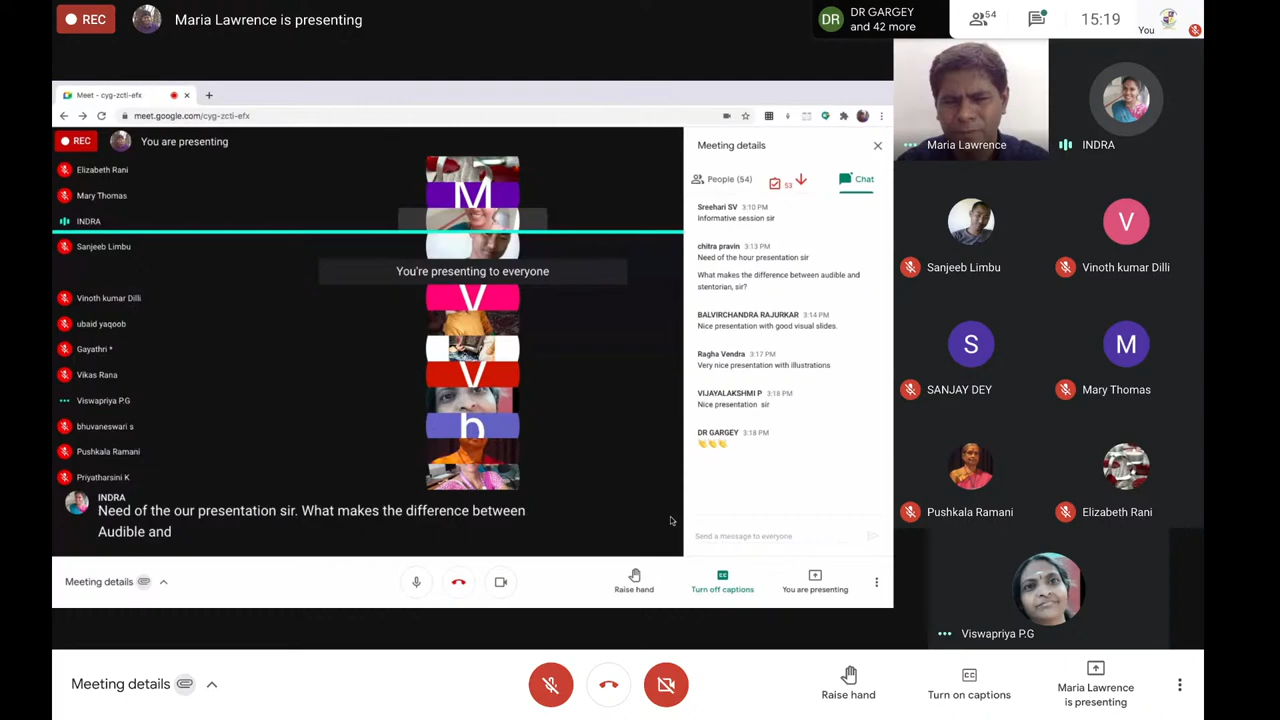 REC
Maria Lawrence is presenting
DR
DR GARGEY
and 42 more
54
15:19
You
Meet - cyg-zcti-efx
meet.google.com/cyg-zcti-efx
REC
You are presenting
Elizabeth Rani
Mary Thomas
M
INDRA
Sanjeeb Limbu
You're presenting to everyone
Vinoth kumar Dilli
V
ubaid yaqoob
Gayathri *
Vikas Rana
V
Viswapriya P.G
bhuvaneswari s
b
Pushkala Ramani
Priyatharsini K
INDRA
Need of the our presentation sir. What makes the difference between
Audible and
Meeting details
People (54)
53
Chat
Sreehari SV 3:10 PM
Informative session sir
chitra pravin 3:13 PM
Need of the hour presentation sir
What makes the difference between audible and
stentorian, sir?
BALVIRCHANDRA RAJURKAR 3:14 PM
Nice presentation with good visual slides.
Ragha Vendra 3:17 PM
Very nice presentation with illustrations
VIJAYALAKSHMI P 3:18 PM
Nice presentation sir
DR GARGEY 3:18 PM
👏👏👏
Send a message to everyone
Meeting details
Raise hand
Turn off captions
You are presenting
Maria Lawrence
INDRA
Sanjeeb Limbu
V
Vinoth kumar Dilli
S
SANJAY DEY
M
Mary Thomas
Pushkala Ramani
Elizabeth Rani
Viswapriya P.G
Meeting details
Raise hand
Turn on captions
Maria Lawrence
is presenting